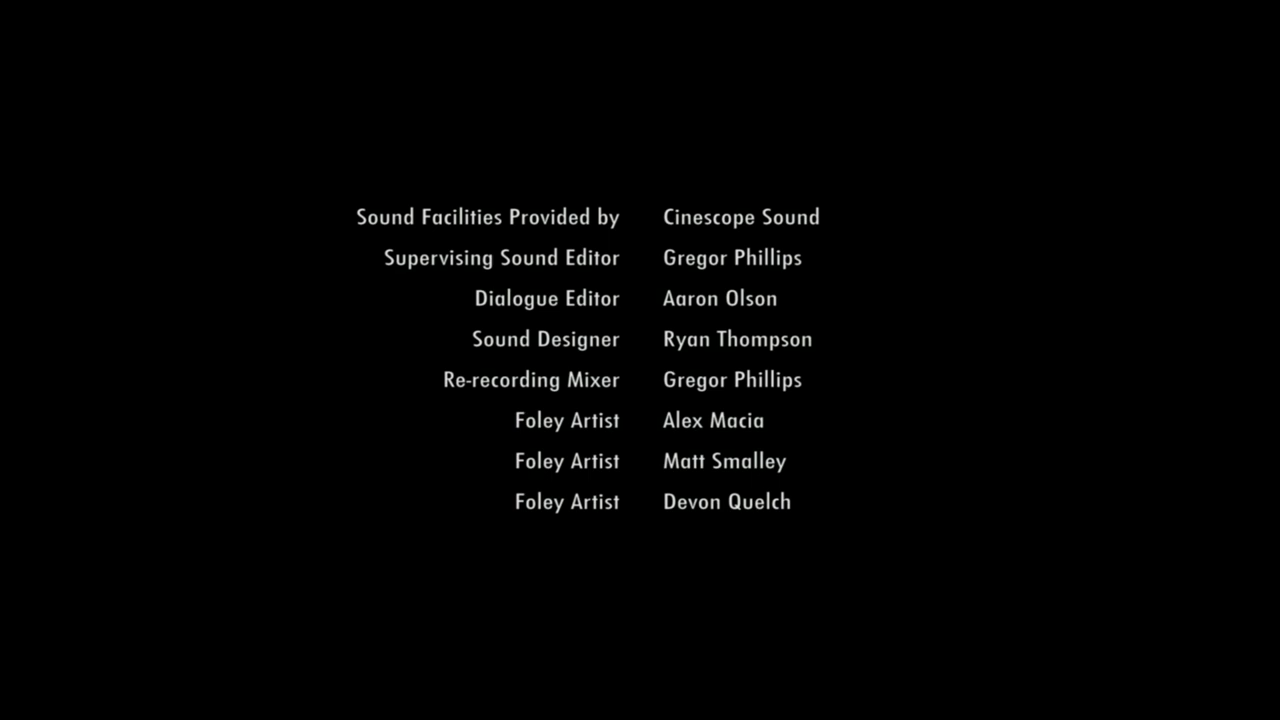 Sound Facilities Provided by Cinescope Sound
Supervising Sound Editor Gregor Phillips
Dialogue Editor Aaron Olson
Sound Designer Ryan Thompson
Re-recording Mixer Gregor Phillips
Foley Artist Alex Macia
Foley Artist Matt Smalley
Foley Artist Devon Quelch